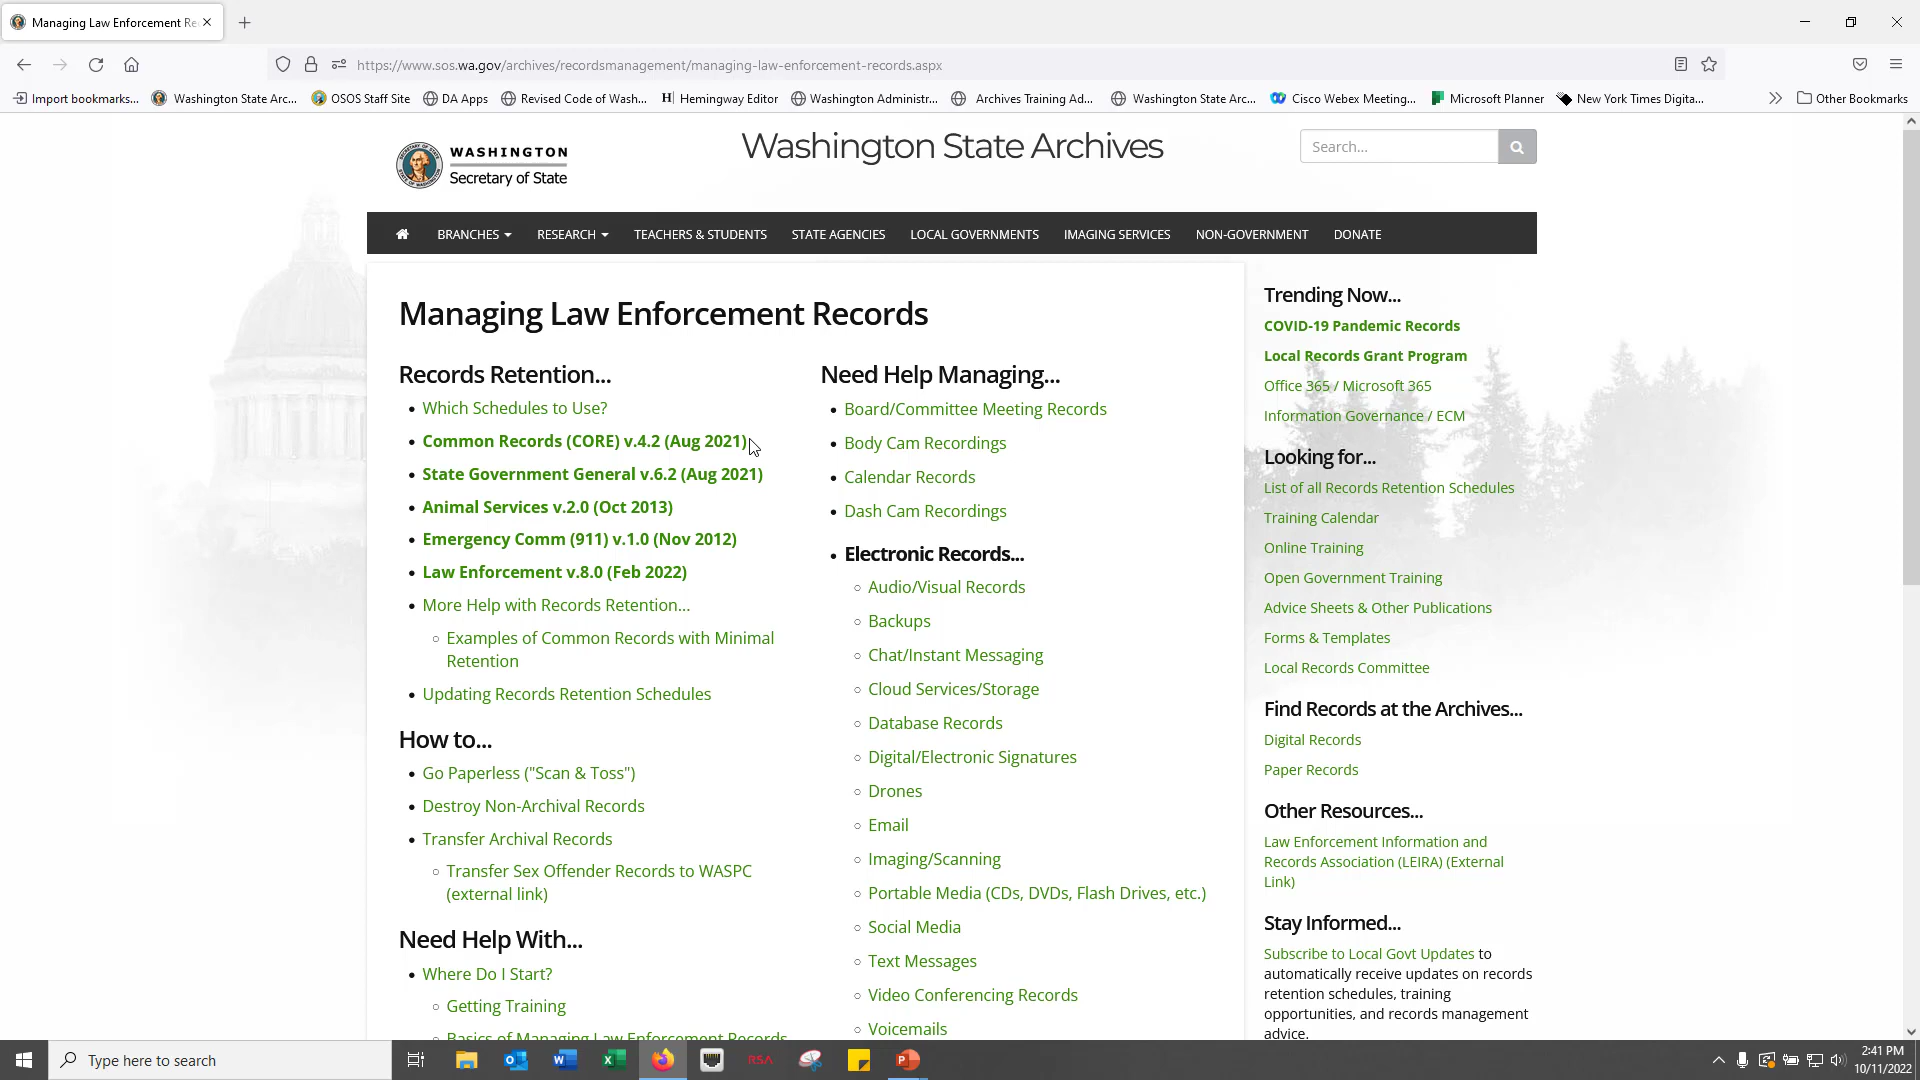 Managing Law Enforcement Re
https://www.sos.wa.gov/archives/recordsmanagement/managing-law-enforcement-records.aspx
Import bookmarks...
Washington State Arc...
OSOS Staff Site
DA Apps
Revised Code of Wash...
Hemingway Editor
Washington Administr...
Archives Training Ad...
Washington State Arc...
Cisco Webex Meeting...
Microsoft Planner
New York Times Digita...
Other Bookmarks
WASHINGTON
Secretary of State
Washington State Archives
Search...
BRANCHES
RESEARCH
TEACHERS & STUDENTS
STATE AGENCIES
LOCAL GOVERNMENTS
IMAGING SERVICES
NON-GOVERNMENT
DONATE
Managing Law Enforcement Records
Records Retention...
Which Schedules to Use?
Common Records (CORE) v.4.2 (Aug 2021)
State Government General v.6.2 (Aug 2021)
Animal Services v.2.0 (Oct 2013)
Emergency Comm (911) v.1.0 (Nov 2012)
Law Enforcement v.8.0 (Feb 2022)
More Help with Records Retention...
Examples of Common Records with Minimal
Retention
Updating Records Retention Schedules
How to...
Go Paperless ("Scan & Toss")
Destroy Non-Archival Records
Transfer Archival Records
Transfer Sex Offender Records to WASPC
(external link)
Need Help With...
Where Do I Start?
Getting Training
Basics of Managing Law Enforcement Records
Need Help Managing...
Board/Committee Meeting Records
Body Cam Recordings
Calendar Records
Dash Cam Recordings
Electronic Records...
Audio/Visual Records
Backups
Chat/Instant Messaging
Cloud Services/Storage
Database Records
Digital/Electronic Signatures
Drones
Email
Imaging/Scanning
Portable Media (CDs, DVDs, Flash Drives, etc.)
Social Media
Text Messages
Video Conferencing Records
Voicemails
Trending Now...
COVID-19 Pandemic Records
Local Records Grant Program
Office 365 / Microsoft 365
Information Governance / ECM
Looking for...
List of all Records Retention Schedules
Training Calendar
Online Training
Open Government Training
Advice Sheets & Other Publications
Forms & Templates
Local Records Committee
Find Records at the Archives...
Digital Records
Paper Records
Other Resources...
Law Enforcement Information and
Records Association (LEIRA) (External
Link)
Stay Informed...
Subscribe to Local Govt Updates to
automatically receive updates on records
retention schedules, training
opportunities, and records management
advice.
Type here to search
RSA
2:41 PM
10/11/2022